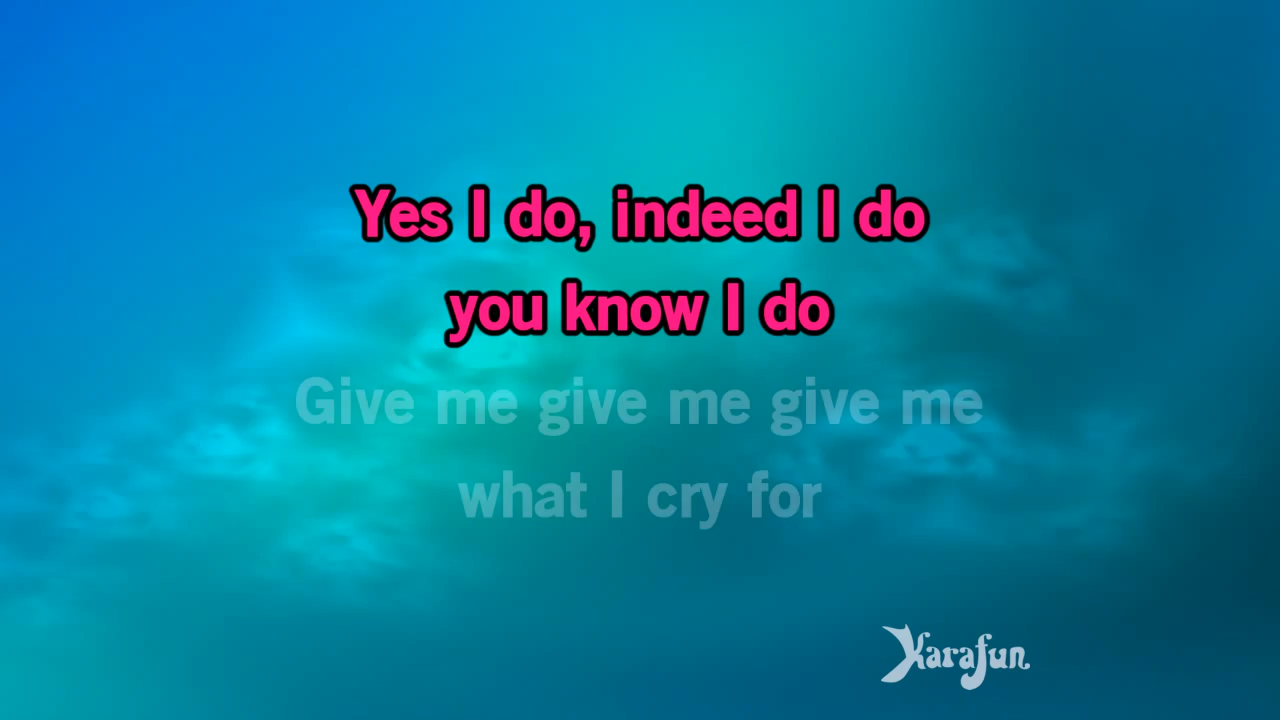 Yes I do, indeed I do
you know I do
Give me give me give me
what I cry for
Karafun